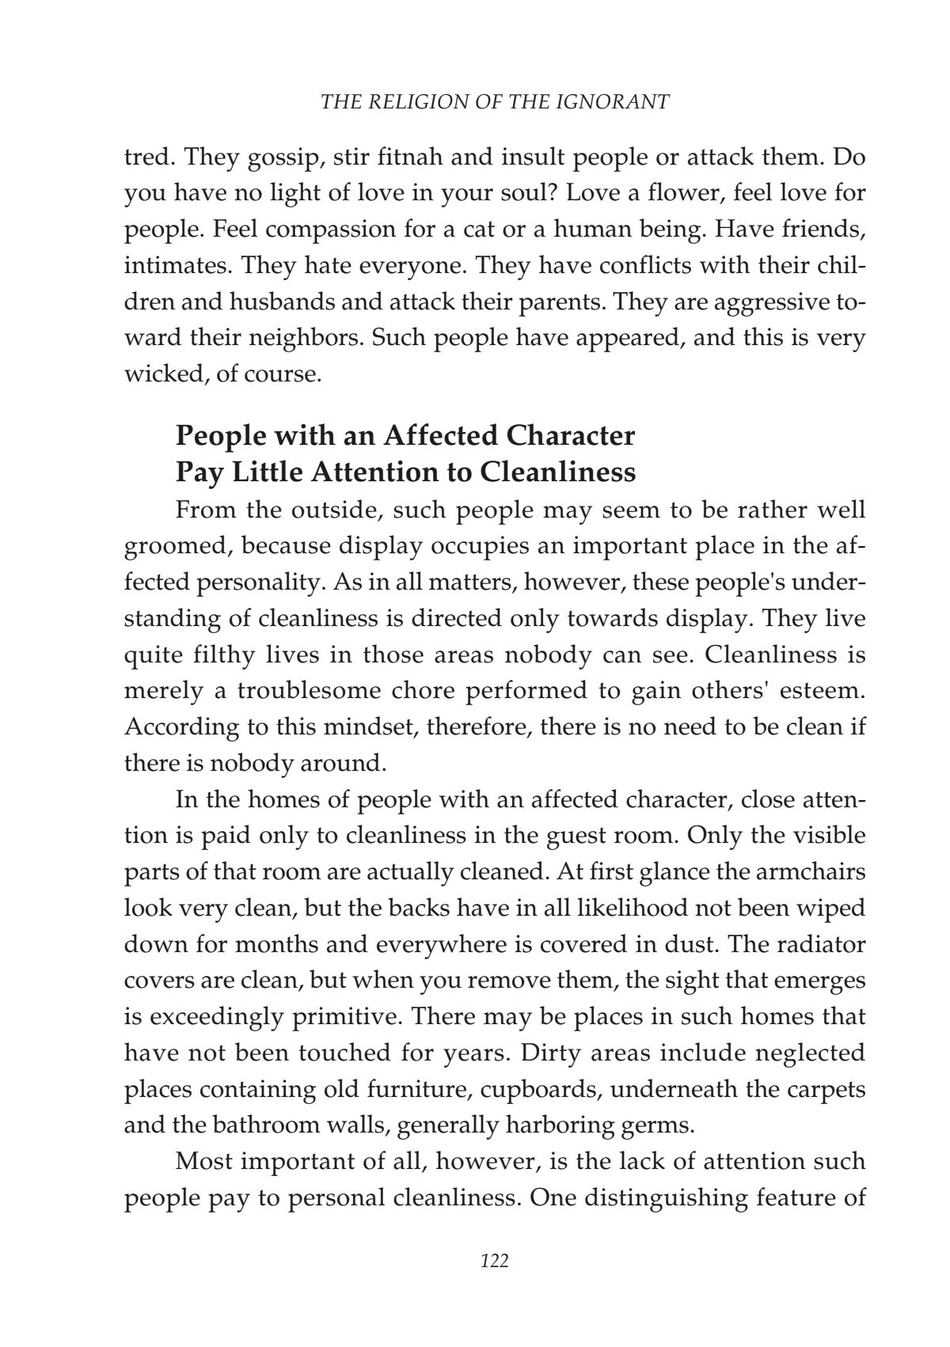 THE RELIGION OF THE IGNORANT
tred. They gossip, stir fitnah and insult people or attack them. Do
you have no light of love in your soul? Love a flower, feel love for
people. Feel compassion for a cat or a human being. Have friends,
intimates. They hate everyone. They have conflicts with their chil-
dren and husbands and attack their parents. They are aggressive to-
ward their neighbors. Such people have appeared, and this is very
wicked, of course.
People with an Affected Character
Pay Little Attention to Cleanliness
From the outside, such people may seem to be rather well
groomed, because display occupies an important place in the af-
fected personality. As in all matters, however, these people's under-
standing of cleanliness is directed only towards display. They live
quite filthy lives in those areas nobody can see. Cleanliness is
merely a troublesome chore performed to gain others' esteem.
According to this mindset, therefore, there is no need to be clean if
there is nobody around.
In the homes of people with an affected character, close atten-
tion is paid only to cleanliness in the guest room. Only the visible
parts of that room are actually cleaned. At first glance the armchairs
look very clean, but the backs have in all likelihood not been wiped
down for months and everywhere is covered in dust. The radiator
covers are clean, but when you remove them, the sight that emerges
is exceedingly primitive. There may be places in such homes that
have not been touched for years. Dirty areas include neglected
places containing old furniture, cupboards, underneath the carpets
and the bathroom walls, generally harboring germs.
Most important of all, however, is the lack of attention such
people pay to personal cleanliness. One distinguishing feature of
122